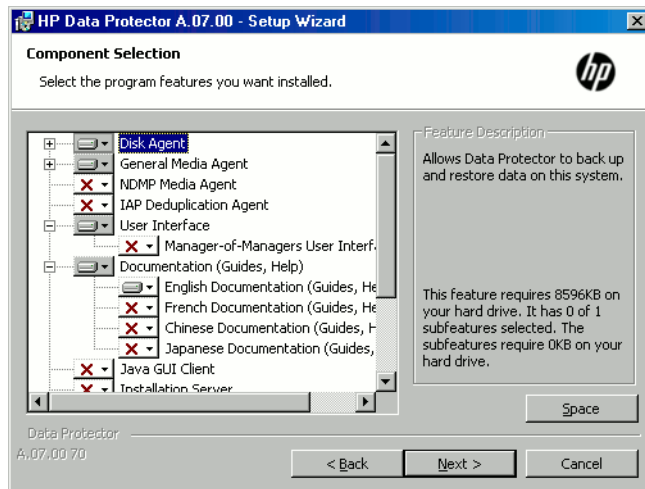 HP Data Protector A.07.00 - Setup Wizard
Component Selection
Select the program features you want installed.
hp
Disk Agent
General Media Agent
NDMP Media Agent
IAP Deduplication Agent
User Interface
Manager-of-Managers User Interf
Documentation (Guides, Help)
English Documentation (Guides, He
French Documentation (Guides, He
Chinese Documentation (Guides, H
Japanese Documentation (Guides,
Java GUI Client
Installation Server
Feature Description
Allows Data Protector to back up
and restore data on this system.
This feature requires 8596KB on
your hard drive. It has 0 of 1
subfeatures selected. The
subfeatures require 0KB on your
hard drive.
Space
Data Protector
A.07.00 70
< Back
Next >
Cancel